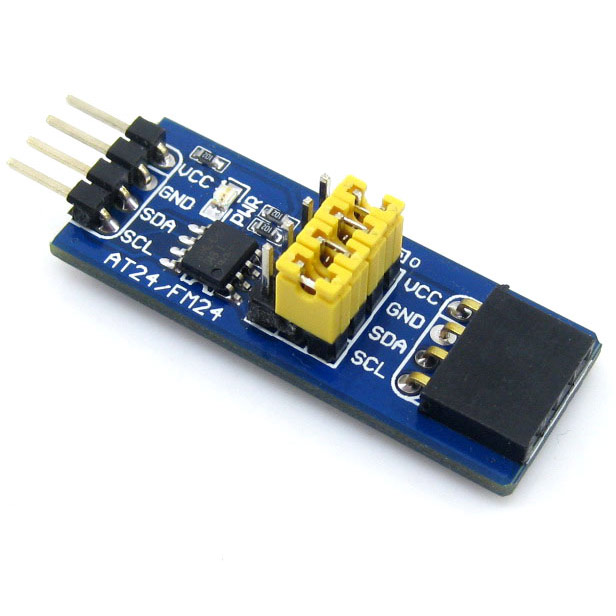 VCC
GND
SDA
SCL
AT24/FM24
PWR
VCC
GND
SDA
SCL